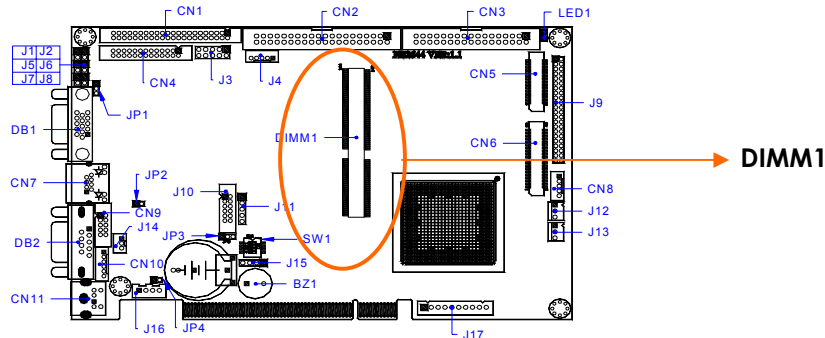 CN1
CN2
CN3
LED1
J1 J2
J5 J6
J7 J8
CN4
J3
J4
CN5
J9
JP1
DB1
DIMM1
CN6
DIMM1
CN7
JP2
J10
J11
CN8
CN9
J12
J14
JP3
SW1
J13
DB2
CN10
J15
BZ1
CN11
J16
JP4
J17